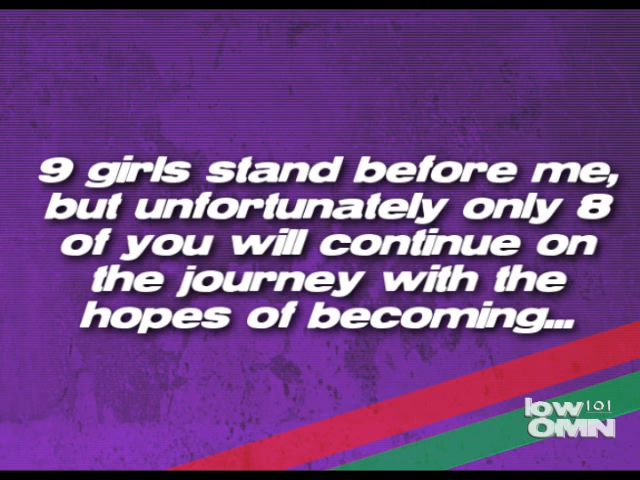 9 girls stand before me,
but unfortunately only 8
of you will continue on
the journey with the
hopes of becoming...
low 101
OMN